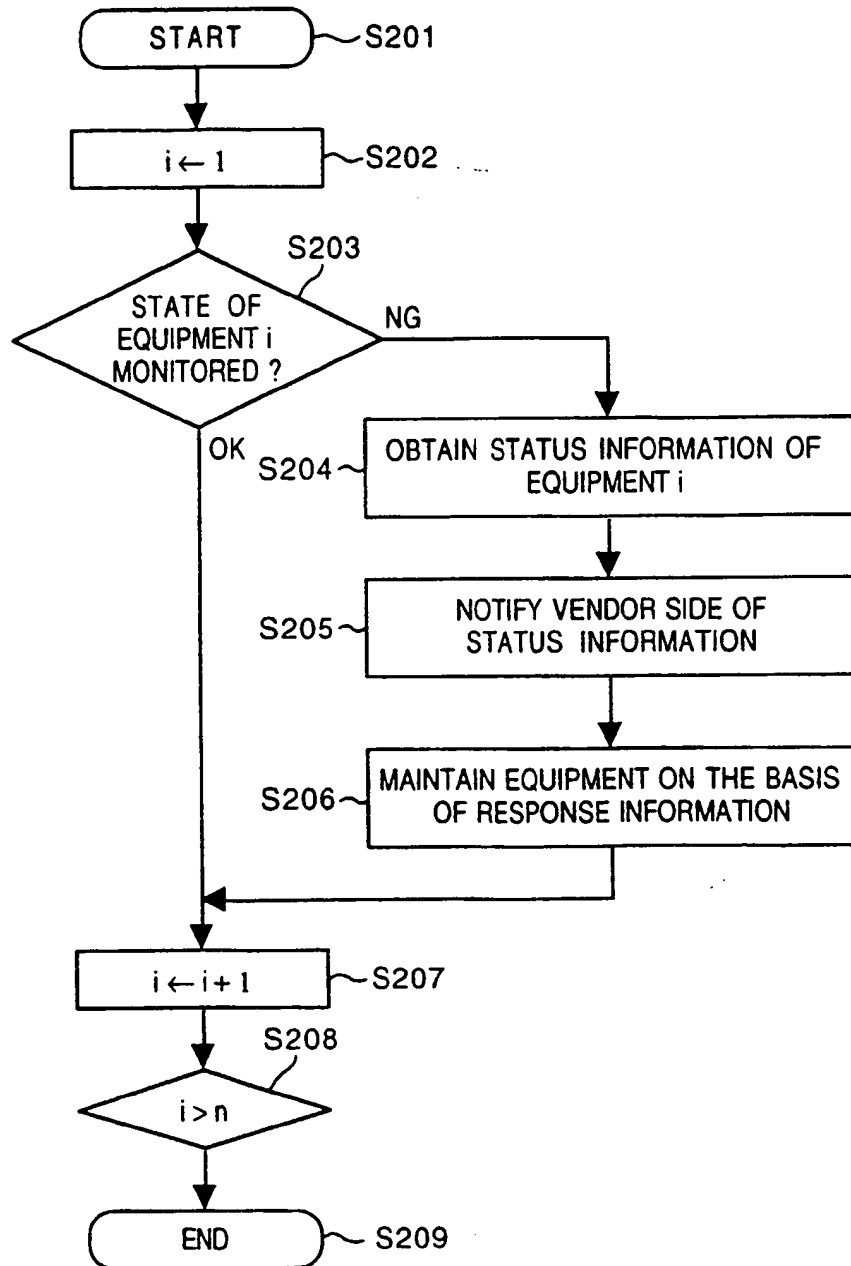 START
S201
i ← 1
S202
S203
STATE OF
EQUIPMENT i
MONITORED ?
NG
OK
S204
OBTAIN STATUS INFORMATION OF
EQUIPMENT i
S205
NOTIFY VENDOR SIDE OF
STATUS INFORMATION
S206
MAINTAIN EQUIPMENT ON THE BASIS
OF RESPONSE INFORMATION
i ← i + 1
S207
S208
i > n
END
S209